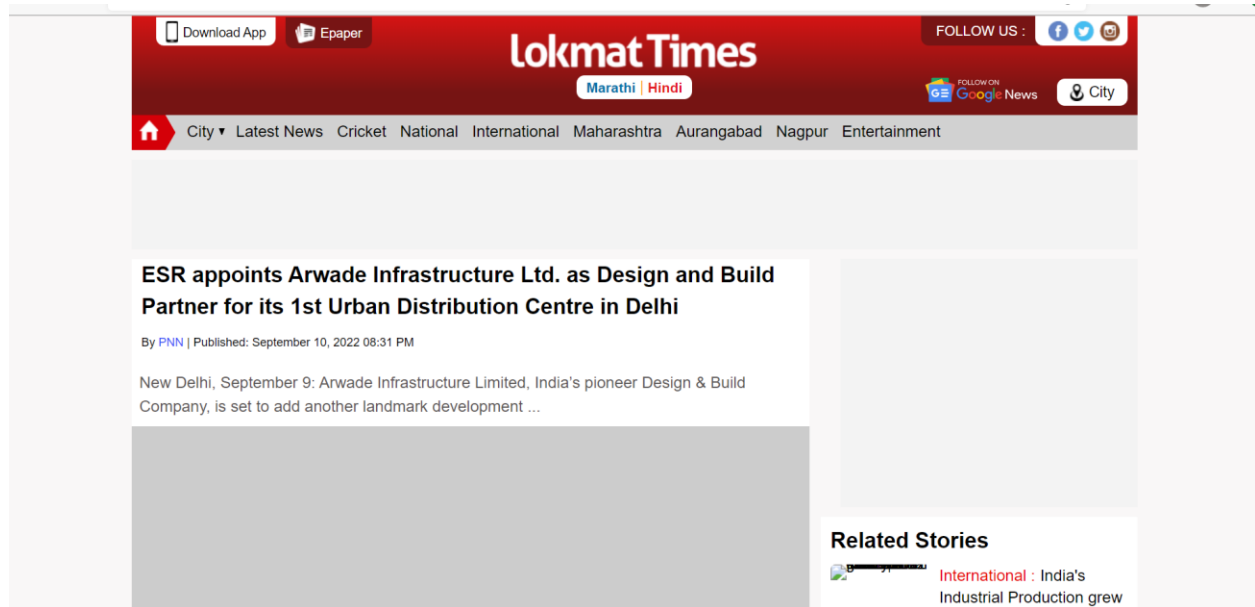 Download App
Epaper
Lokmat Times
FOLLOW US :
Marathi | Hindi
GE FOLLOW ON Google News
City
City ▾ Latest News Cricket National International Maharashtra Aurangabad Nagpur Entertainment
ESR appoints Arwade Infrastructure Ltd. as Design and Build
Partner for its 1st Urban Distribution Centre in Delhi
By PNN | Published: September 10, 2022 08:31 PM
New Delhi, September 9: Arwade Infrastructure Limited, India's pioneer Design & Build
Company, is set to add another landmark development ...
Related Stories
International : India's
Industrial Production grew